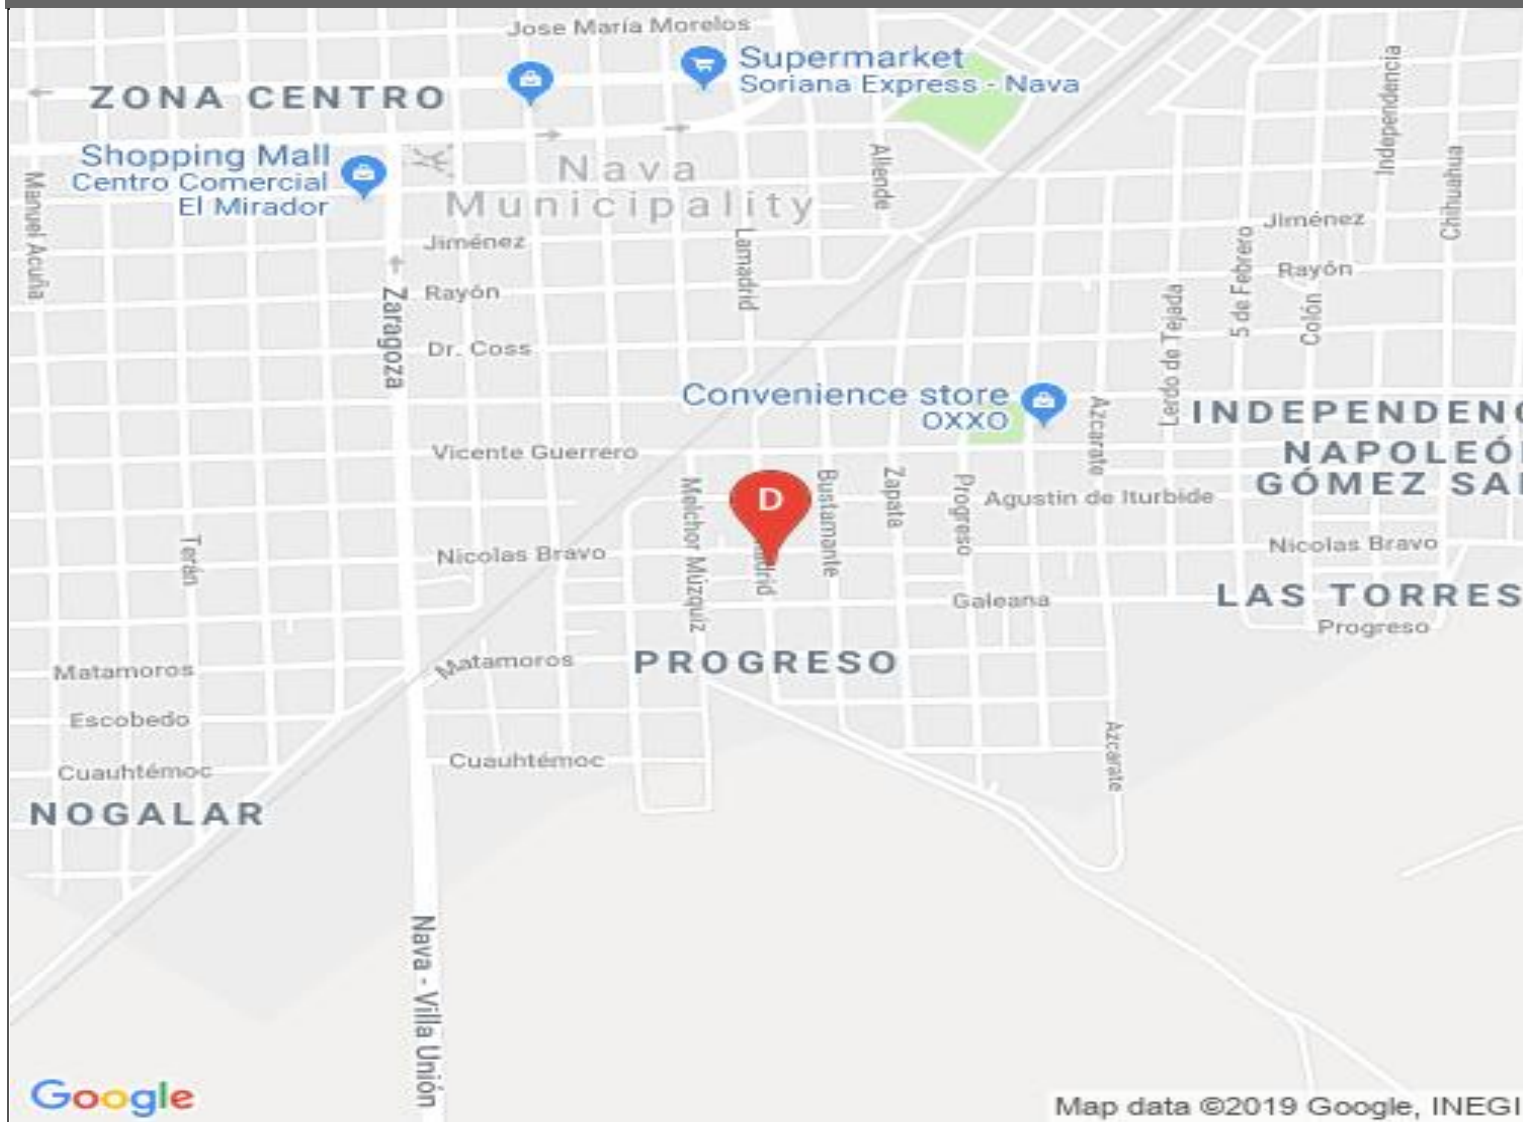 Jose María Morelos
Supermarket
Soriana Express - Nava
ZONA CENTRO
Shopping Mall
Centro Comercial
El Mirador
Nava
Municipality
Manuel Acuña
Allende
Independencia
Chihuahua
Jiménez
Jiménez
Lamadrid
5 de Febrero
Rayón
Rayón
Zaragoza
Colón
Lerdo de Tejada
Dr. Coss
Convenience store
OXXO
Azcarate
INDEPENDENC
Vicente Guerrero
NAPOLEÓ
GÓMEZ SA
Melchor Múzquiz
D
Bustamante
Zapata
Progreso
Agustin de Iturbide
Terán
Nicolas Bravo
Nicolas Bravo
adrid
Galeana
LAS TORRES
Progreso
Matamoros
Matamoros
PROGRESO
Escobedo
Azcarate
Cuauhtémoc
Cuauhtémoc
NOGALAR
Nava - Villa Unión
Google
Map data ©2019 Google, INEGI